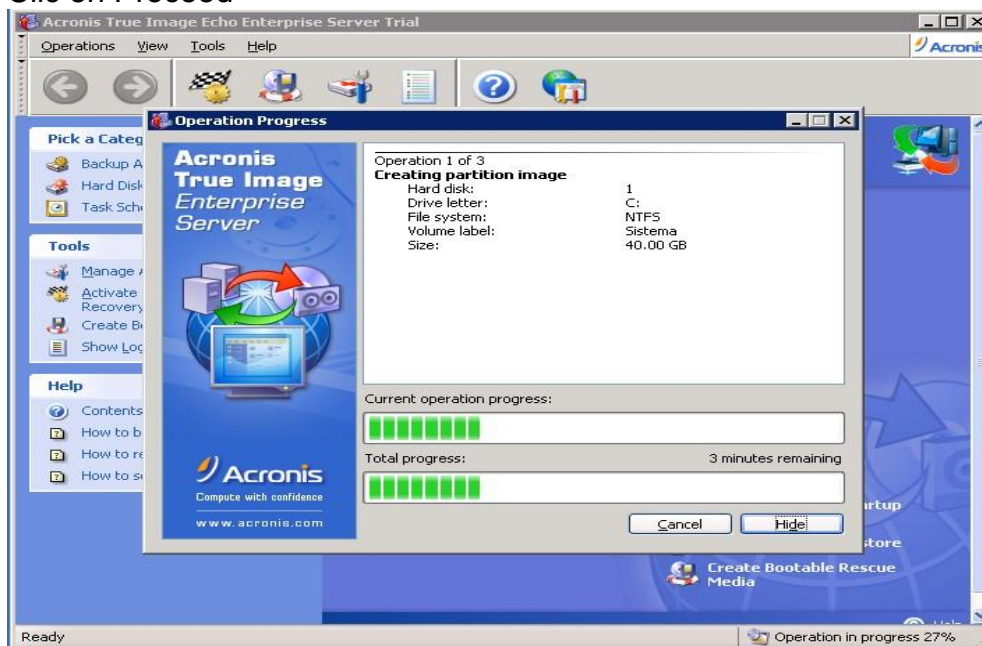 Acronis True Image Echo Enterprise Server Trial
Operations View Tools Help
Acronis
Operation Progress
Pick a Categ
Backup A
Hard Disk
Task Sch
Tools
Manage
Activate
Recovery
Create B
Show Log
Help
Contents
How to b
How to re
How to s
Acronis
True Image
Enterprise
Server
Acronis
Compute with confidence
www.acronis.com
Operation 1 of 3
Creating partition image
Hard disk: 1
Drive letter: C:
File system: NTFS
Volume label: Sistema
Size: 40.00 GB
Current operation progress:
Total progress: 3 minutes remaining
Cancel Hide
artup
store
Create Bootable Rescue
Media
Ready
Operation in progress 27%